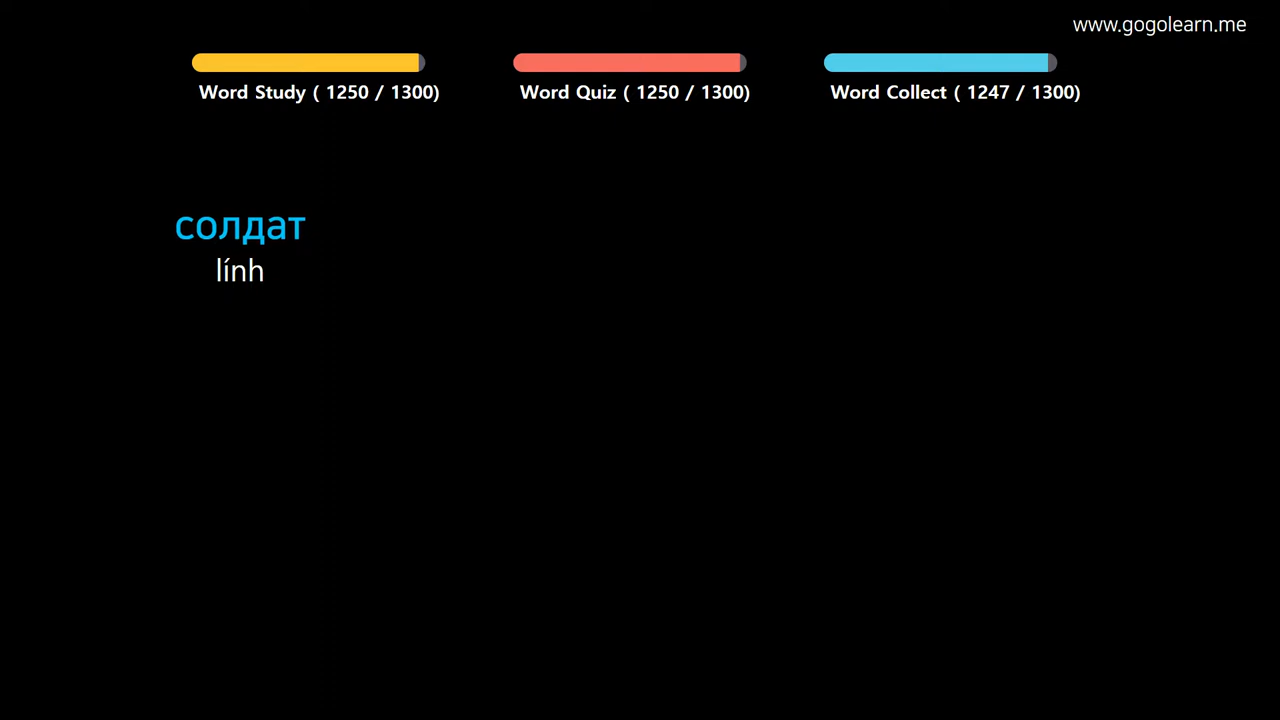 www.gogolearn.me
Word Study ( 1250 / 1300)
Word Quiz ( 1250 / 1300)
Word Collect ( 1247 / 1300)
солдат
lính